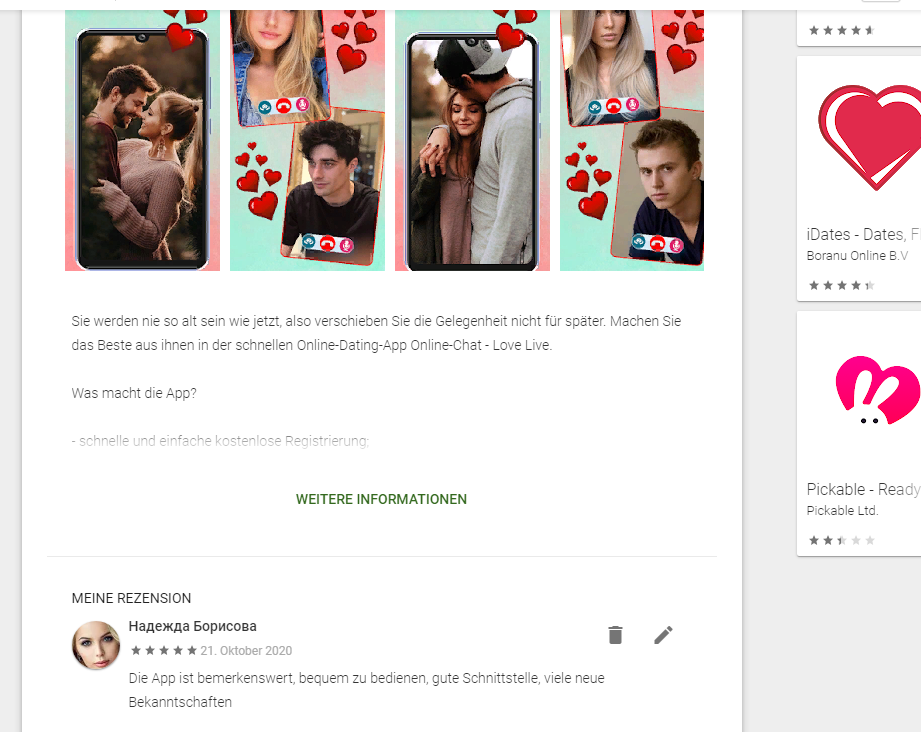 Sie werden nie so alt sein wie jetzt, also verschieben Sie die Gelegenheit nicht für später. Machen Sie
das Beste aus ihnen in der schnellen Online-Dating-App Online-Chat - Love Live.
Was macht die App?
- schnelle und einfache kostenlose Registrierung;
WEITERE INFORMATIONEN
MEINE REZENSION
Надежда Борисова
21. Oktober 2020
Die App ist bemerkenswert, bequem zu bedienen, gute Schnittstelle, viele neue
Bekanntschaften
iDates - Dates, F
Boranu Online B.V
Pickable - Ready
Pickable Ltd.